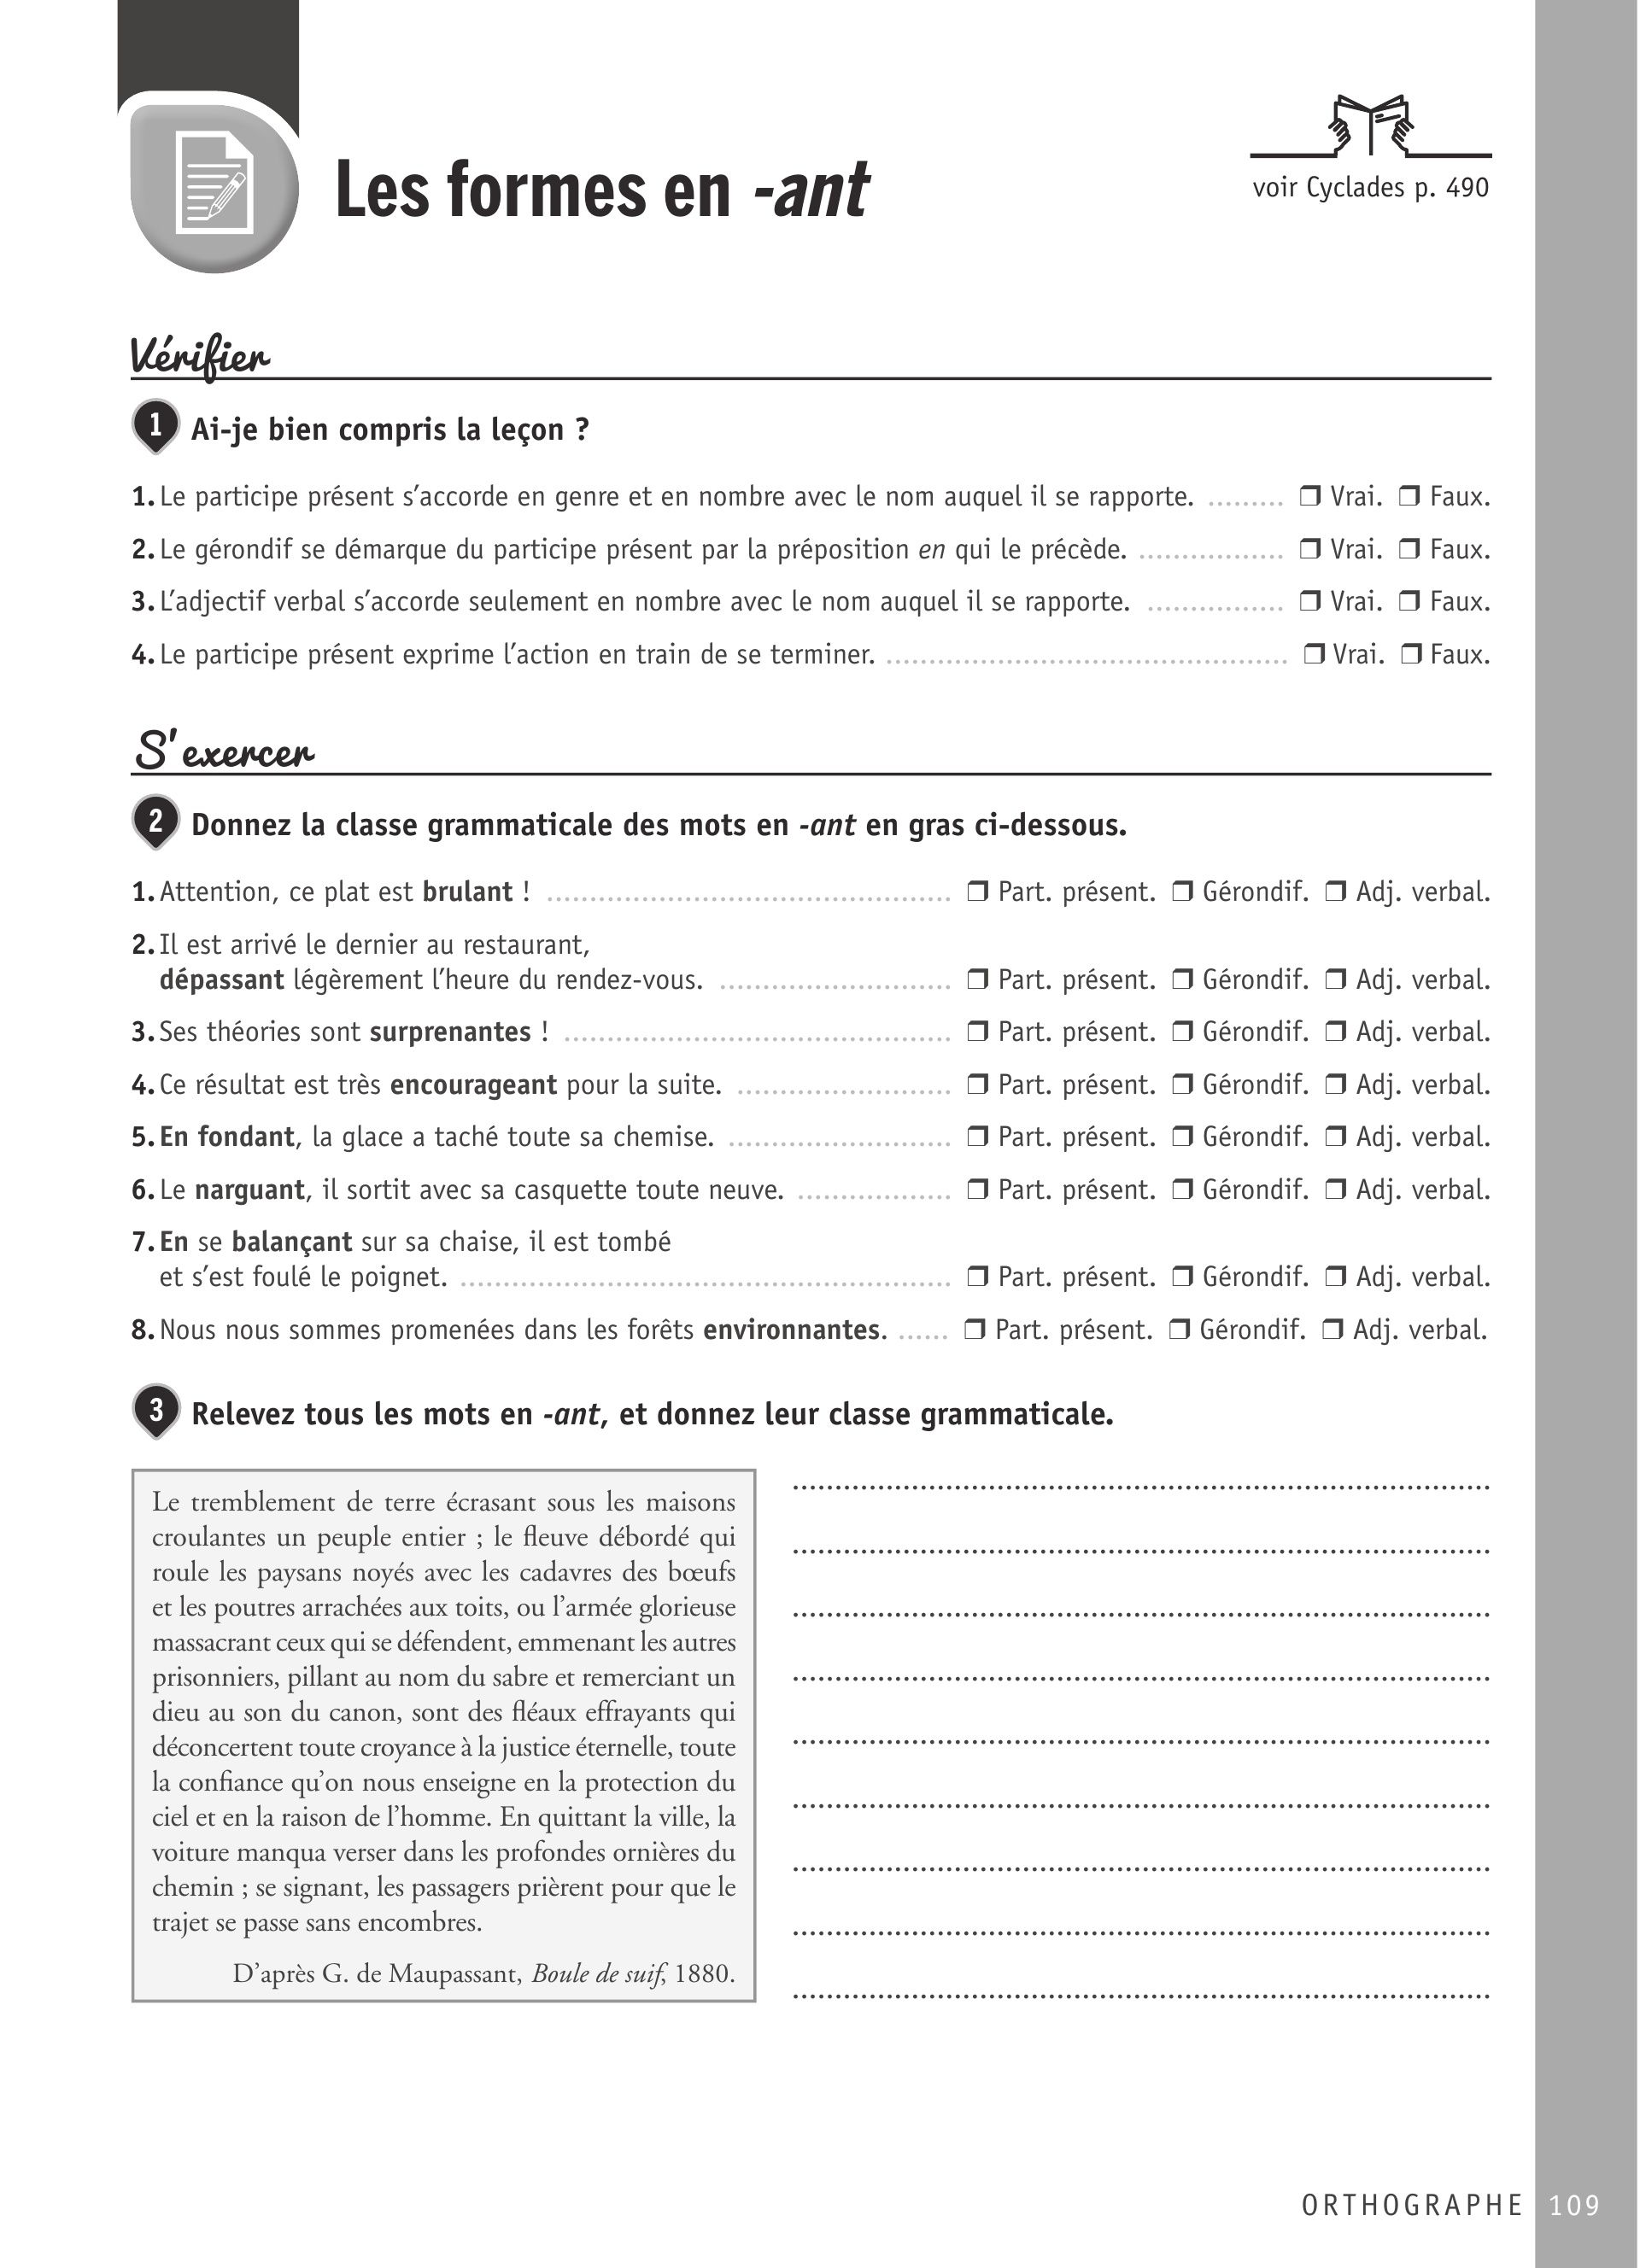 Les formes en -ant
voir Cyclades p. 490
Vérifier
1 Ai-je bien compris la leçon ?
1. Le participe présent s’accorde en genre et en nombre avec le nom auquel il se rapporte. ......... ❒ Vrai. ❒ Faux.
2. Le gérondif se démarque du participe présent par la préposition en qui le précède. ................. ❒ Vrai. ❒ Faux.
3. L’adjectif verbal s’accorde seulement en nombre avec le nom auquel il se rapporte. ................ ❒ Vrai. ❒ Faux.
4. Le participe présent exprime l’action en train de se terminer. ............................................... ❒ Vrai. ❒ Faux.
S’exercer
2 Donnez la classe grammaticale des mots en -ant en gras ci-dessous.
1. Attention, ce plat est brulant ! ............................................... ❒ Part. présent. ❒ Gérondif. ❒ Adj. verbal.
2. Il est arrivé le dernier au restaurant,
dépassant légèrement l’heure du rendez-vous. ........................... ❒ Part. présent. ❒ Gérondif. ❒ Adj. verbal.
3. Ses théories sont surprenantes ! ............................................. ❒ Part. présent. ❒ Gérondif. ❒ Adj. verbal.
4. Ce résultat est très encourageant pour la suite. ......................... ❒ Part. présent. ❒ Gérondif. ❒ Adj. verbal.
5. En fondant, la glace a taché toute sa chemise. .......................... ❒ Part. présent. ❒ Gérondif. ❒ Adj. verbal.
6. Le narguant, il sortit avec sa casquette toute neuve. .................. ❒ Part. présent. ❒ Gérondif. ❒ Adj. verbal.
7. En se balançant sur sa chaise, il est tombé
et s’est foulé le poignet. ......................................................... ❒ Part. présent. ❒ Gérondif. ❒ Adj. verbal.
8. Nous nous sommes promenées dans les forêts environnantes. ...... ❒ Part. présent. ❒ Gérondif. ❒ Adj. verbal.
3 Relevez tous les mots en -ant, et donnez leur classe grammaticale.
Le tremblement de terre écrasant sous les maisons
croulantes un peuple entier ; le fleuve débordé qui
roule les paysans noyés avec les cadavres des bœufs
et les poutres arrachées aux toits, ou l’armée glorieuse
massacrant ceux qui se défendent, emmenant les autres
prisonniers, pillant au nom du sabre et remerciant un
dieu au son du canon, sont des fléaux effrayants qui
déconcertent toute croyance à la justice éternelle, toute
la confiance qu’on nous enseigne en la protection du
ciel et en la raison de l’homme. En quittant la ville, la
voiture manqua verser dans les profondes ornières du
chemin ; se signant, les passagers prièrent pour que le
trajet se passe sans encombres.
D’après G. de Maupassant, Boule de suif, 1880.
ORTHOGRAPHE 109